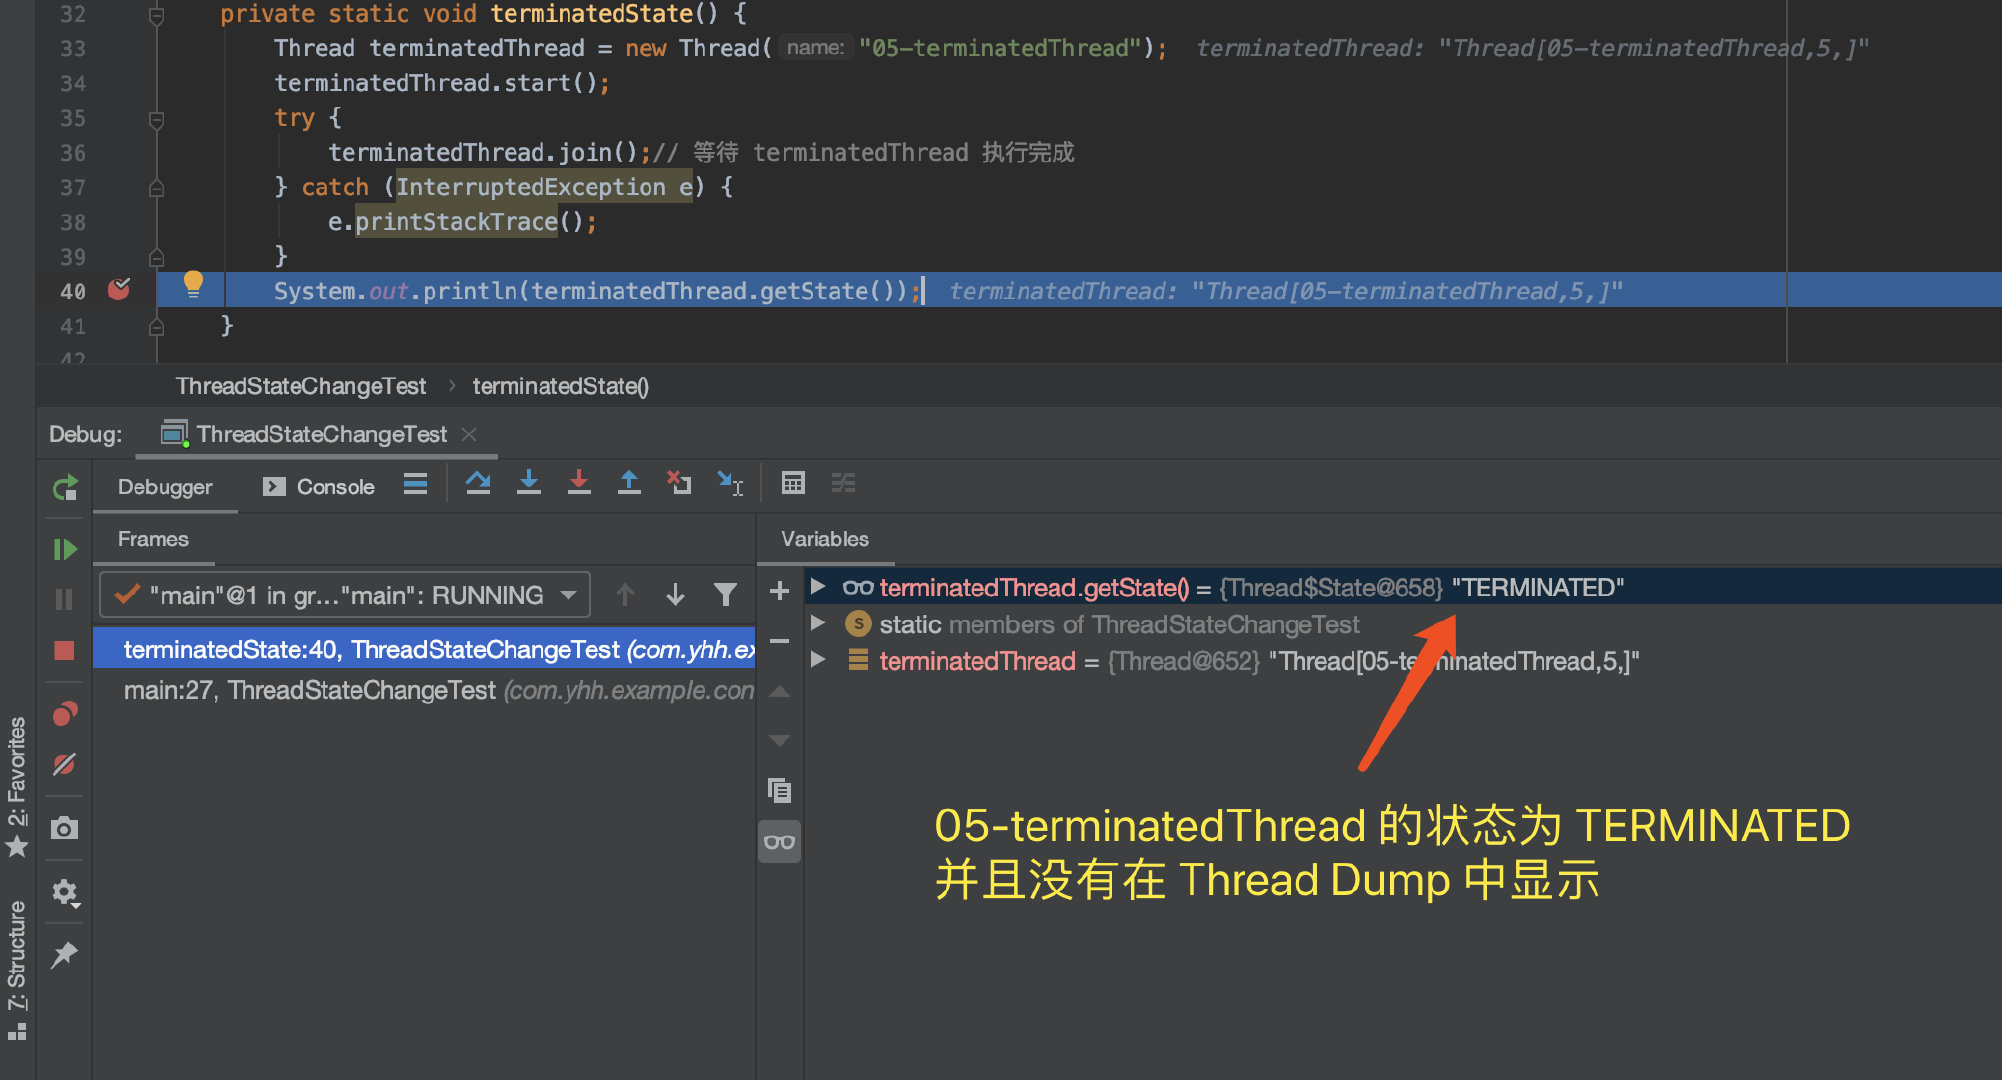 32 private static void terminatedState() {
33 Thread terminatedThread = new Thread( name: "05-terminatedThread"); terminatedThread: "Thread[05-terminatedThread,5,]"
34 terminatedThread.start();
35 try {
36 terminatedThread.join();// 等待 terminatedThread 执行完成
37 } catch (InterruptedException e) {
38 e.printStackTrace();
39 }
40 System.out.println(terminatedThread.getState()); terminatedThread: "Thread[05-terminatedThread,5,]"
41 }
42
ThreadStateChangeTest › terminatedState()
Debug: ThreadStateChangeTest
Debugger Console
Frames
Variables
"main"@1 in gr..."main": RUNNING
terminatedState:40, ThreadStateChangeTest (com.yhh.ex
main:27, ThreadStateChangeTest (com.yhh.example.con
terminatedThread.getState() = {Thread$State@658} "TERMINATED"
static members of ThreadStateChangeTest
terminatedThread = {Thread@652} "Thread[05-terminatedThread,5,]"
05-terminatedThread 的状态为 TERMINATED
并且没有在 Thread Dump 中显示
2: Favorites
7: Structure